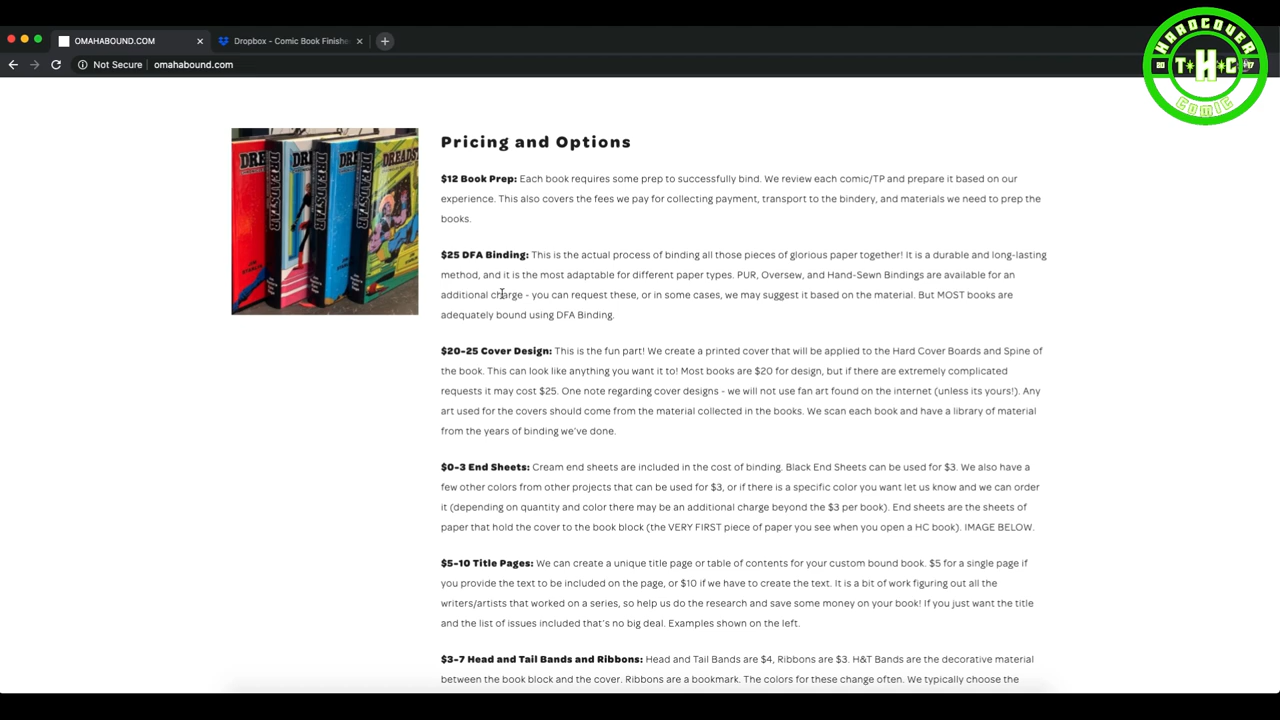 OMAHABOUND.COM
Dropbox - Comic Book Finishe
Not Secure
omahabound.com
HARDCOVER
20 T*H*C 17
COMIC
DREADSTAR
DREADSTAR
DREADSTAR
DREADSTAR
Pricing and Options
$12 Book Prep: Each book requires some prep to successfully bind. We review each comic/TP and prepare it based on our
experience. This also covers the fees we pay for collecting payment, transport to the bindery, and materials we need to prep the
books.
$25 DFA Binding: This is the actual process of binding all those pieces of glorious paper together! It is a durable and long-lasting
method, and it is the most adaptable for different paper types. PUR, Oversew, and Hand-Sewn Bindings are available for an
additional charge - you can request these, or in some cases, we may suggest it based on the material. But MOST books are
adequately bound using DFA Binding.
$20-25 Cover Design: This is the fun part! We create a printed cover that will be applied to the Hard Cover Boards and Spine of
the book. This can look like anything you want it to! Most books are $20 for design, but if there are extremely complicated
requests it may cost $25. One note regarding cover designs - we will not use fan art found on the internet (unless its yours!). Any
art used for the covers should come from the material collected in the books. We scan each book and have a library of material
from the years of binding we've done.
$0-3 End Sheets: Cream end sheets are included in the cost of binding. Black End Sheets can be used for $3. We also have a
few other colors from other projects that can be used for $3, or if there is a specific color you want let us know and we can order
it (depending on quantity and color there may be an additional charge beyond the $3 per book). End sheets are the sheets of
paper that hold the cover to the book block (the VERY FIRST piece of paper you see when you open a HC book). IMAGE BELOW.
$5-10 Title Pages: We can create a unique title page or table of contents for your custom bound book. $5 for a single page if
you provide the text to be included on the page, or $10 if we have to create the text. It is a bit of work figuring out all the
writers/artists that worked on a series, so help us do the research and save some money on your book! If you just want the title
and the list of issues included that's no big deal. Examples shown on the left.
$3-7 Head and Tail Bands and Ribbons: Head and Tail Bands are $4, Ribbons are $3. H&T Bands are the decorative material
between the book block and the cover. Ribbons are a bookmark. The colors for these change often. We typically choose the